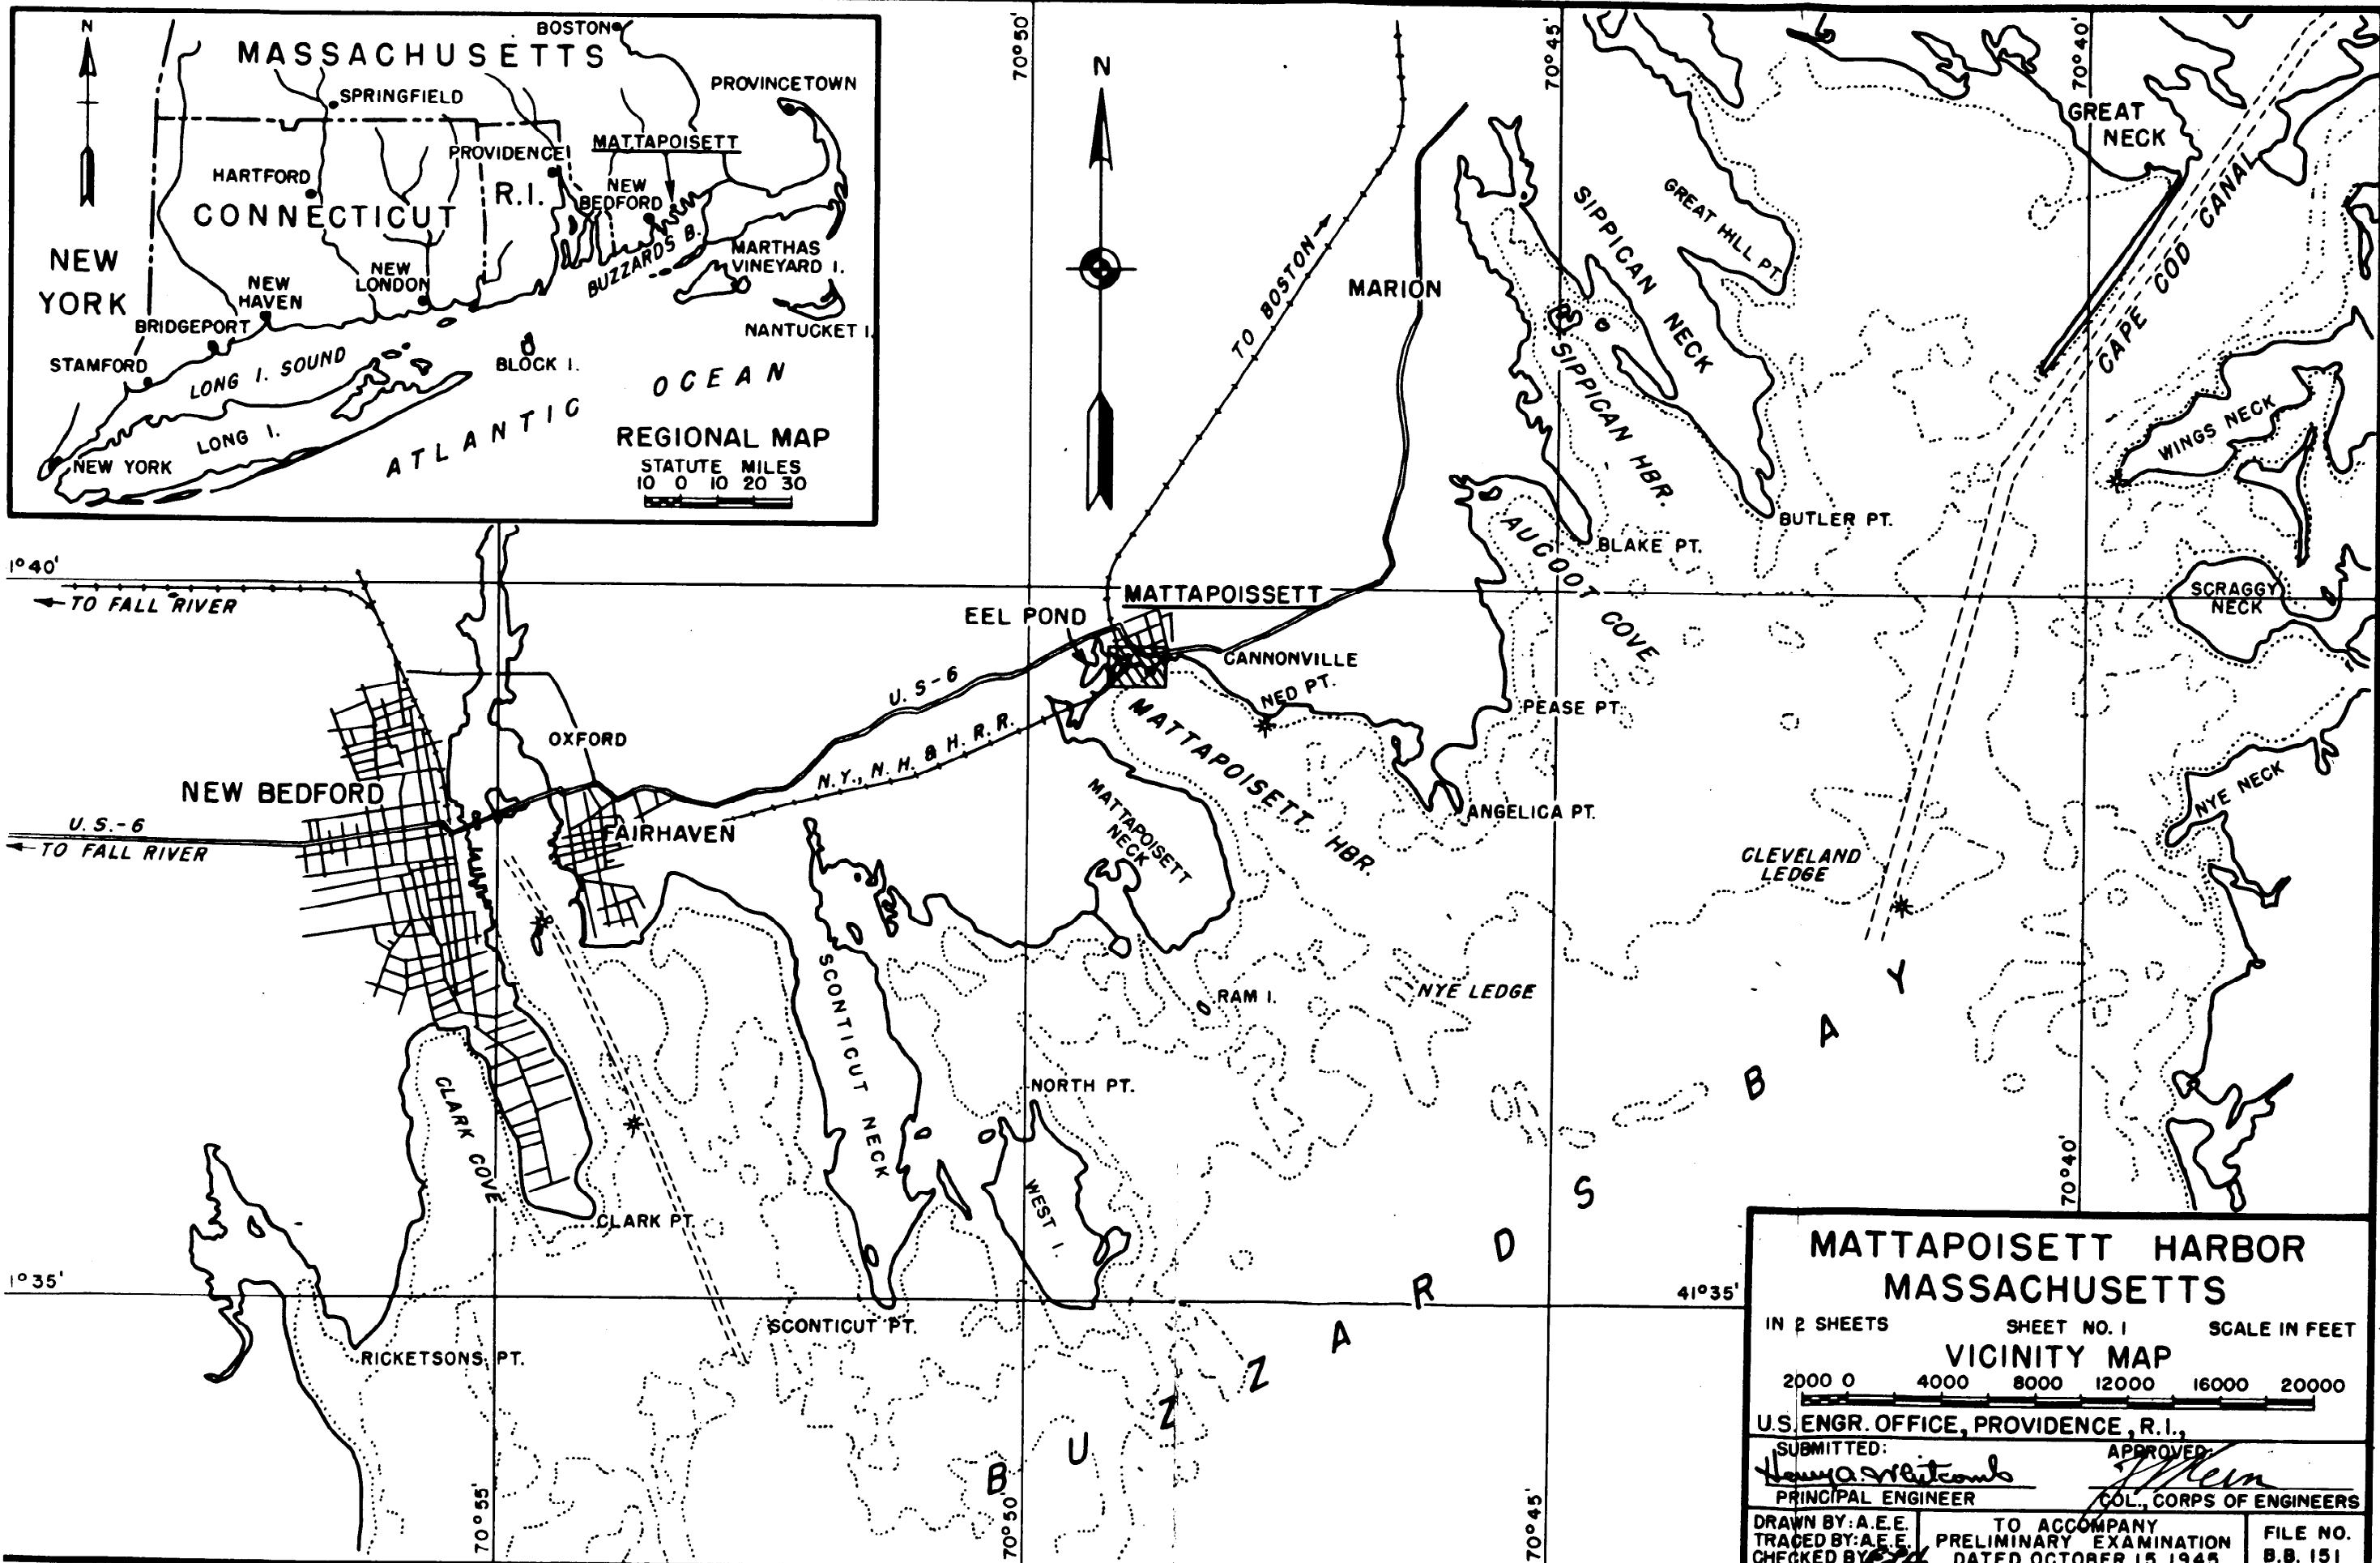 N
MASSACHUSETTS
BOSTON
SPRINGFIELD
PROVINCETOWN
PROVIDENCE
MATTAPOISETT
HARTFORD
R.I.
NEW
BEDFORD
CONNECTICUT
NEW
YORK
BUZZARDS B.
MARTHAS
VINEYARD I.
NEW
LONDON
NEW
HAVEN
BRIDGEPORT
NANTUCKET I.
STAMFORD
LONG I. SOUND
BLOCK I.
LONG I.
NEW YORK
ATLANTIC OCEAN
REGIONAL MAP
STATUTE MILES
10 0 10 20 30
70°50'
70°45'
70°40'
N
GREAT
NECK
CAPE COD CANAL
SIPPICAN NECK
GREAT HILL PT.
TO BOSTON
MARION
SIPPICAN HBR.
WINGS NECK
BUTLER PT.
BLAKE PT.
AUCOOT COVE
1°40'
TO FALL RIVER
MATTAPOISSETT
EEL POND
SCRAGGY
NECK
CANNONVILLE
U.S-6
NED PT.
PEASE PT.
OXFORD
N.Y., N.H. & H.R.R.
MATTAPOISETT HBR.
NEW BEDFORD
NYE NECK
MATTAPOISETT
NECK
ANGELICA PT.
U.S.-6
TO FALL RIVER
FAIRHAVEN
CLEVELAND
LEDGE
SCONTICUT NECK
NYE LEDGE
RAM I.
CLARK COVE
NORTH PT.
WEST I.
CLARK PT.
70°40'
BUZZARDS BAY
1°35'
41°35'
SCONTICUT PT.
RICKETSONS PT.
70°55'
70°50'
70°45'
MATTAPOISETT HARBOR
MASSACHUSETTS
IN 2 SHEETS SHEET NO. 1 SCALE IN FEET
VICINITY MAP
2000 0 4000 8000 12000 16000 20000
U.S. ENGR. OFFICE, PROVIDENCE, R.I.,
SUBMITTED: APPROVED:
Henry A. Whitcomb
PRINCIPAL ENGINEER COL., CORPS OF ENGINEERS
DRAWN BY: A.E.E.
TRACED BY: A.E.E.
CHECKED BY
TO ACCOMPANY
PRELIMINARY EXAMINATION
DATED OCTOBER 15, 1945
FILE NO.
B.B. 151